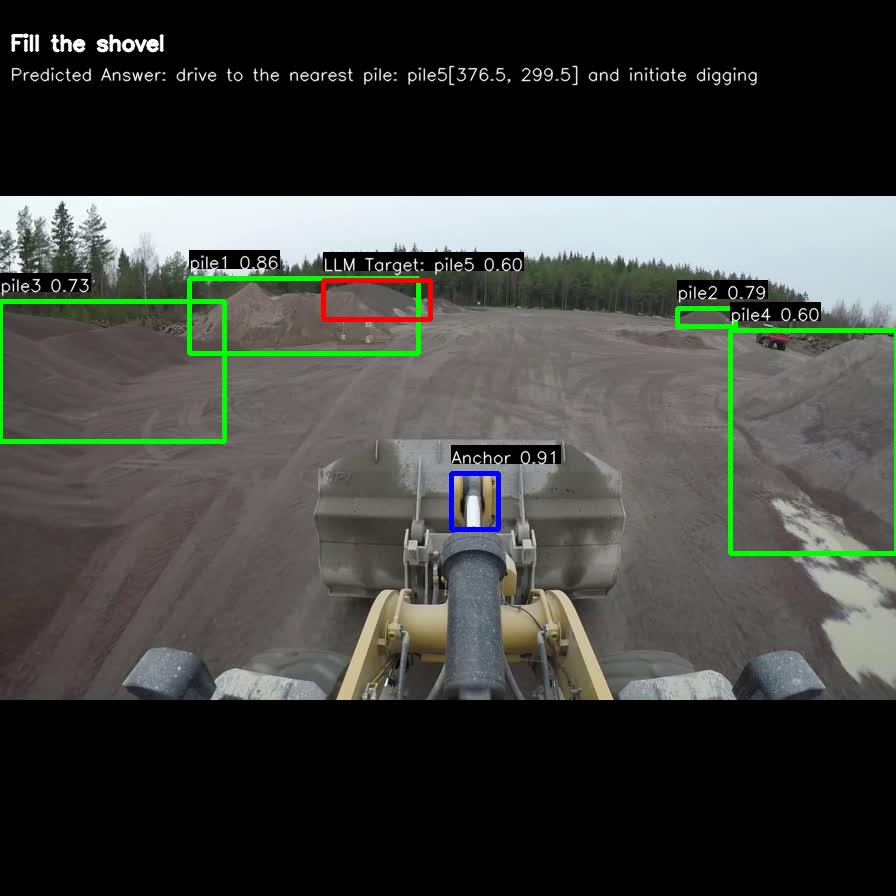 Fill the shovel
Predicted Answer: drive to the nearest pile: pile5[376.5, 299.5] and initiate digging
pile1 0.86
LLM Target: pile5 0.60
pile3 0.73
pile2 0.79
pile4 0.60
Anchor 0.91